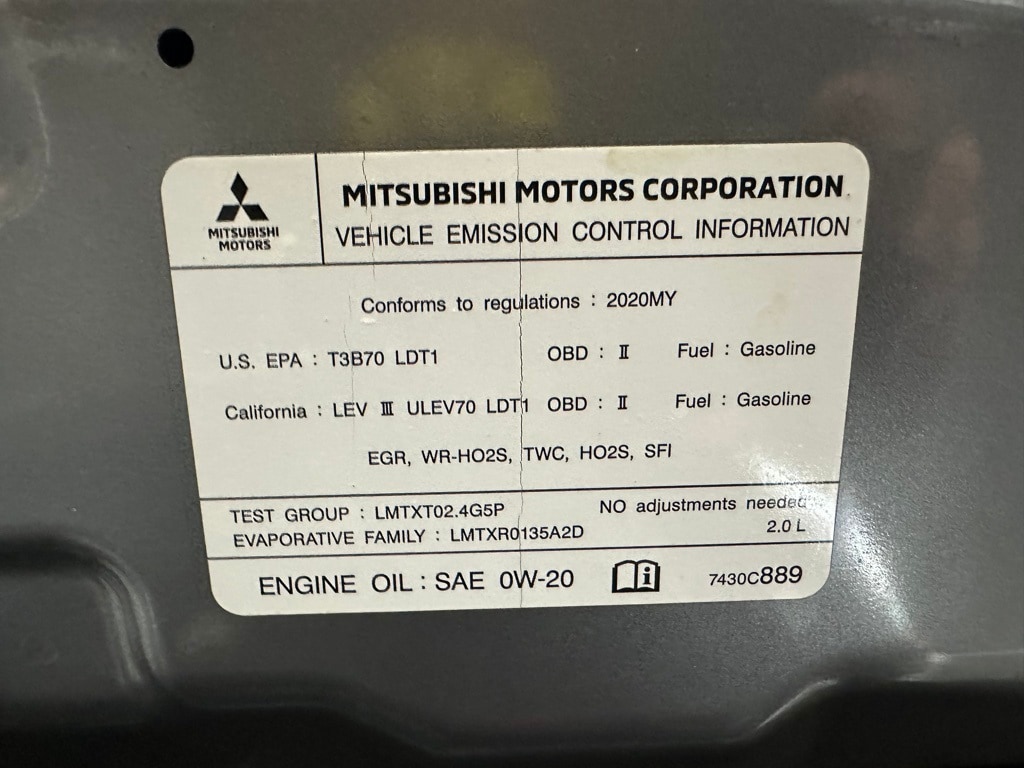 MITSUBISHI
MOTORS
MITSUBISHI MOTORS CORPORATION
VEHICLE EMISSION CONTROL INFORMATION
Conforms to regulations : 2020MY
U.S. EPA : T3B70 LDT1 OBD : II Fuel : Gasoline
California : LEV III ULEV70 LDT1 OBD : II Fuel : Gasoline
EGR, WR-HO2S, TWC, HO2S, SFI
TEST GROUP : LMTXT02.4G5P NO adjustments needed
EVAPORATIVE FAMILY : LMTXR0135A2D 2.0 L
ENGINE OIL : SAE 0W-20 i 7430C889